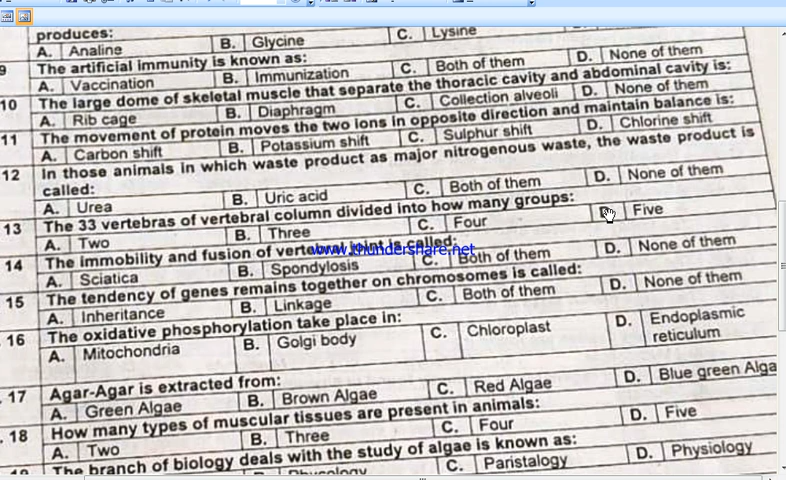 produces:
A. Analine B. Glycine C. Lysine
9 The artificial immunity is known as:
A. Vaccination B. Immunization C. Both of them D. None of them
10 The large dome of skeletal muscle that separate the thoracic cavity and abdominal cavity is:
A. Rib cage B. Diaphragm C. Collection alveoli D. None of them
11 The movement of protein moves the two ions in opposite direction and maintain balance is:
A. Carbon shift B. Potassium shift C. Sulphur shift D. Chlorine shift
12 In those animals in which waste product as major nitrogenous waste, the waste product is
called:
A. Urea B. Uric acid C. Both of them D. None of them
13 The 33 vertebras of vertebral column divided into how many groups:
A. Two B. Three C. Four D. Five
www.thundershare.net
14 The immobility and fusion of vertebral joint is called:
A. Sciatica B. Spondylosis C. Both of them D. None of them
15 The tendency of genes remains together on chromosomes is called:
A. Inheritance B. Linkage C. Both of them D. None of them
16 The oxidative phosphorylation take place in:
A. Mitochondria B. Golgi body C. Chloroplast D. Endoplasmic
reticulum
17 Agar-Agar is extracted from:
A. Green Algae B. Brown Algae C. Red Algae D. Blue green Alga
18 How many types of muscular tissues are present in animals:
A. Two B. Three C. Four D. Five
The branch of biology deals with the study of algae is known as:
C. Paristalogy D. Physiology